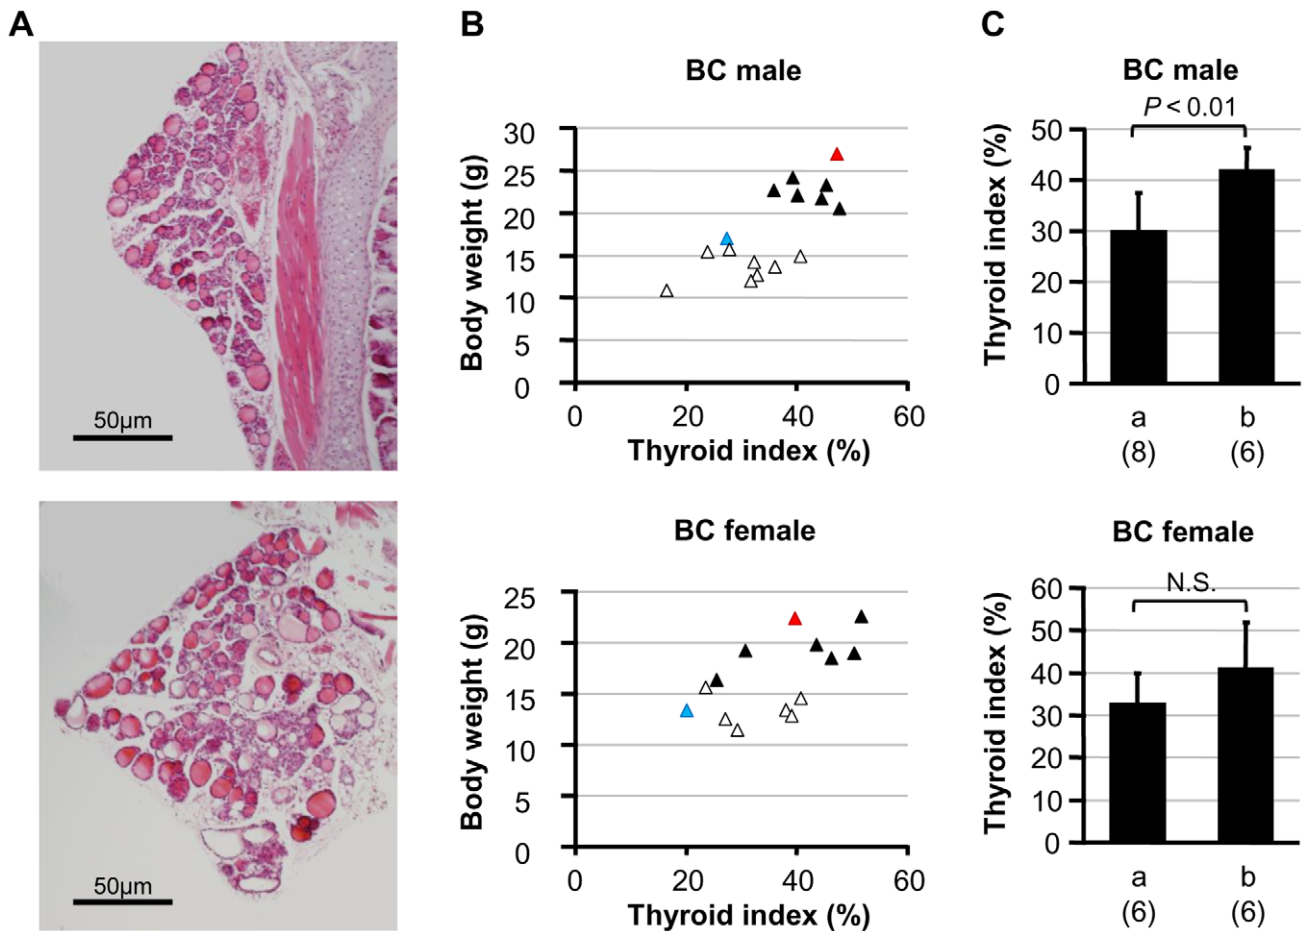 A
50µm
50µm
B
BC male
Body weight (g)
30
25
20
15
10
5
0
0 20 40 60
Thyroid index (%)
BC female
Body weight (g)
25
20
15
10
5
0
0 20 40 60
Thyroid index (%)
C
BC male
P < 0.01
Thyroid index (%)
50
40
30
20
10
0
a b
(8) (6)
BC female
N.S.
Thyroid index (%)
60
50
40
30
20
10
0
a b
(6) (6)